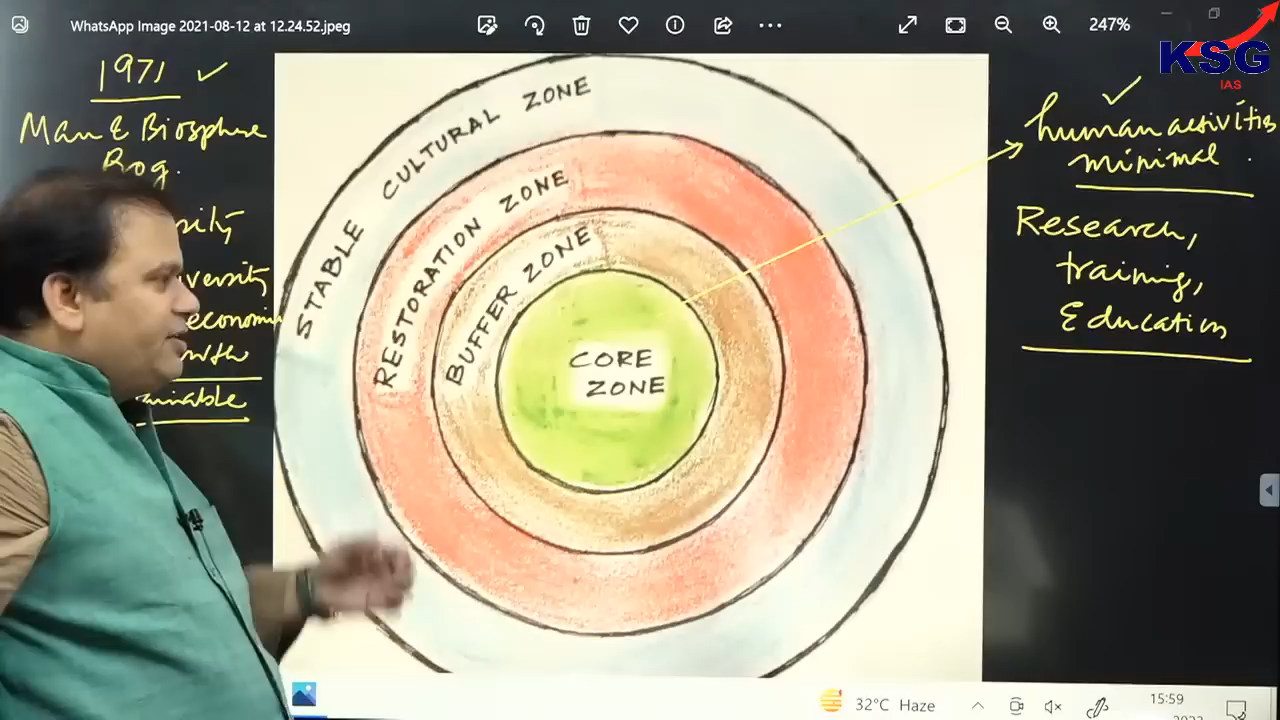 WhatsApp Image 2021-08-12 at 12.24.52.jpeg
247%
KSG
IAS
1971 ✓
Man & Biosphere
Prog.
STABLE CULTURAL ZONE
RESTORATION ZONE
BUFFER ZONE
CORE
ZONE
✓
human activities
minimal
Research,
training,
Education
32°C Haze
15:59